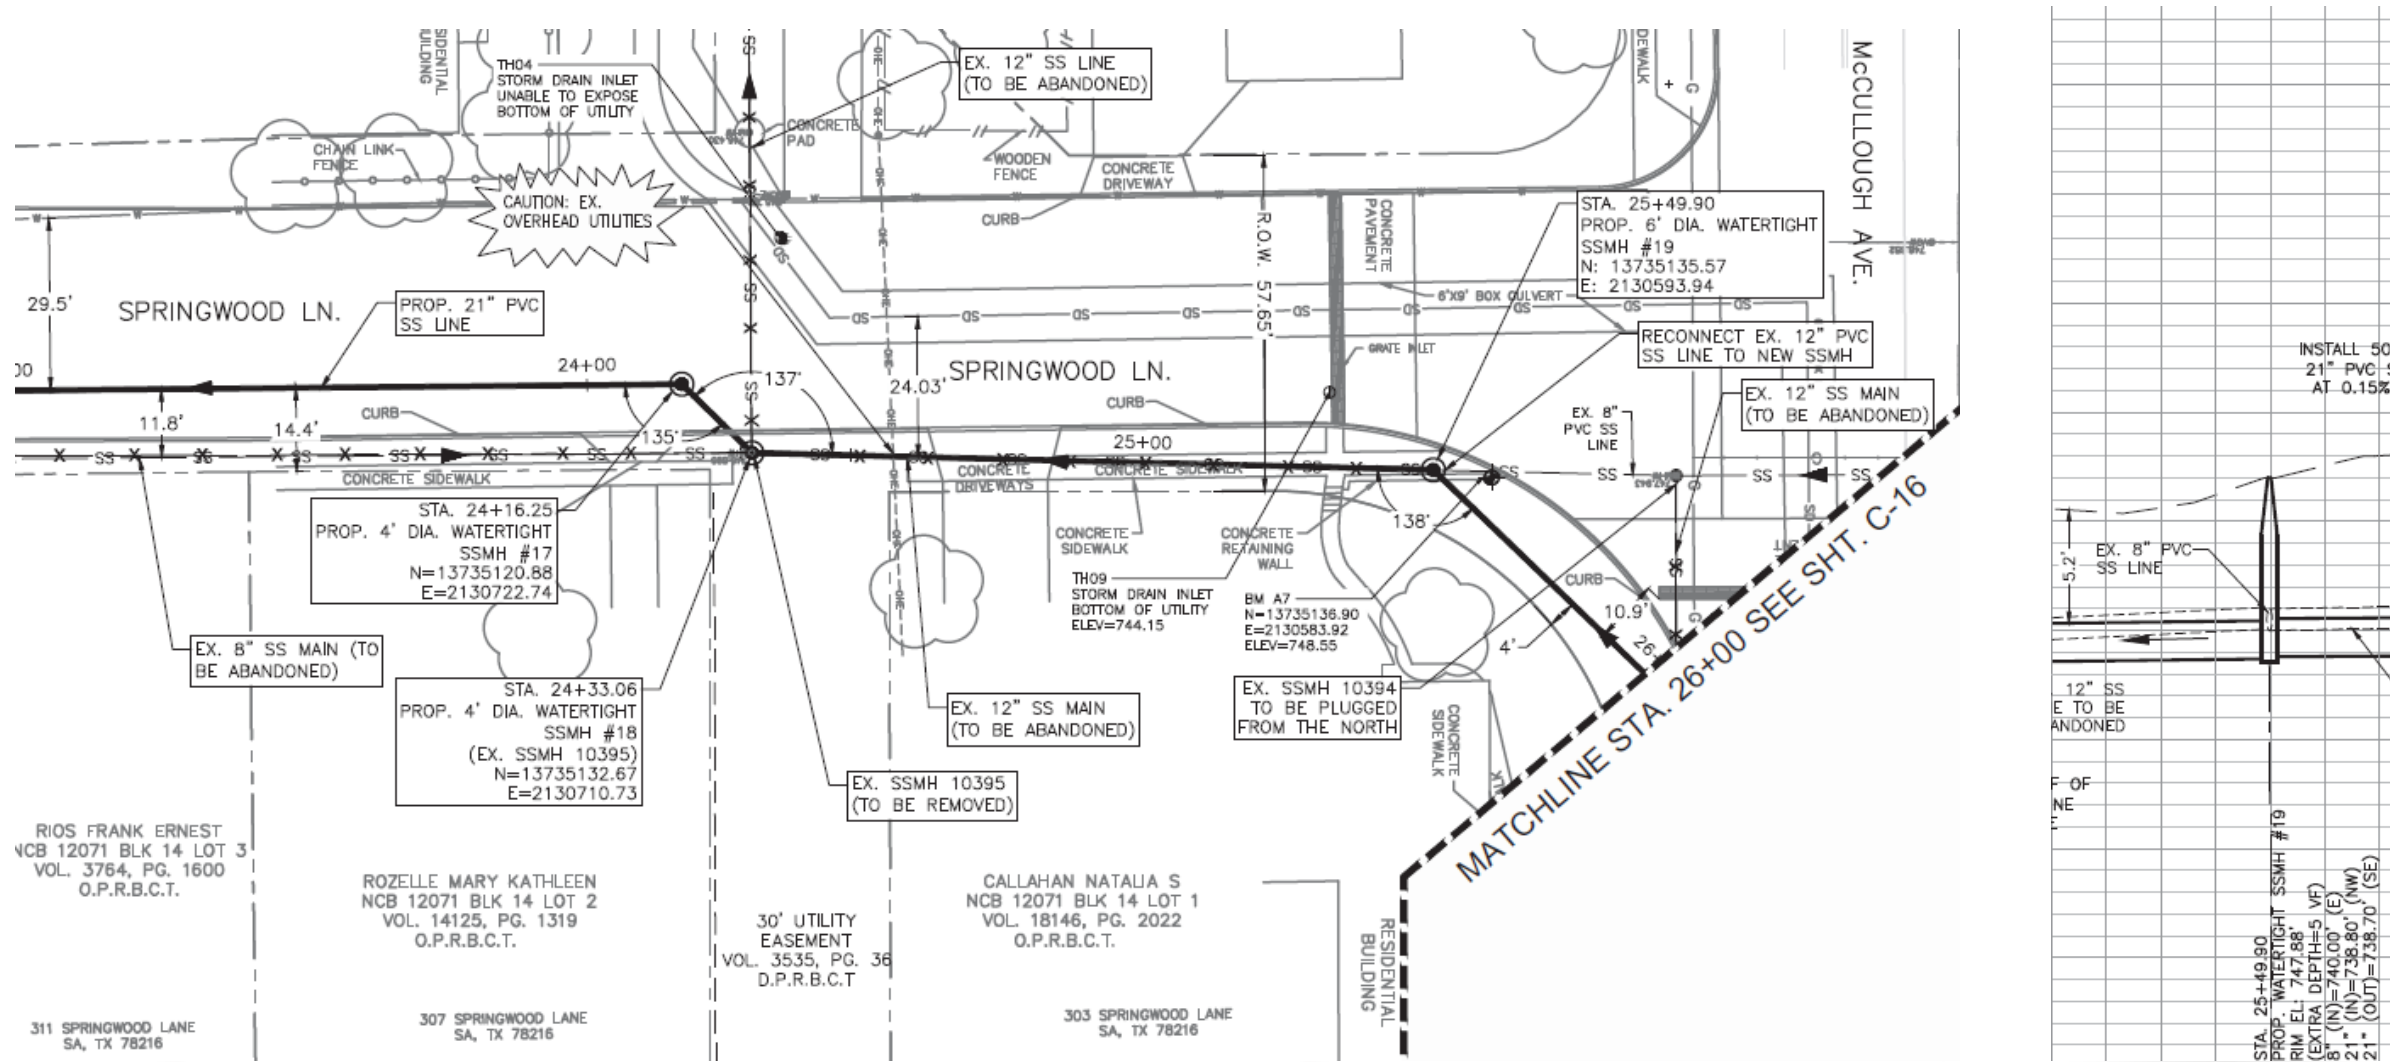 SIDENTIAL
UILDING
TH04
STORM DRAIN INLET
UNABLE TO EXPOSE
BOTTOM OF UTILITY
EX. 12" SS LINE
(TO BE ABANDONED)
CONCRETE
PAD
CHAIN LINK
FENCE
WOODEN
FENCE
CONCRETE
DRIVEWAY
DEWALK
G
McCULLOUGH AVE.
CAUTION: EX.
OVERHEAD UTILITIES
CURB
R.O.W. 57.65'
CONCRETE
PAVEMENT
STA. 25+49.90
PROP. 6' DIA. WATERTIGHT
SSMH #19
N: 13735135.57
E: 2130593.94
29.5'
SPRINGWOOD LN.
PROP. 21" PVC
SS LINE
6'X9' BOX CULVERT
RECONNECT EX. 12" PVC
SS LINE TO NEW SSMH
GRATE INLET
00
24+00
137'
24.03'
SPRINGWOOD LN.
EX. 12" SS MAIN
(TO BE ABANDONED)
11.8'
14.4'
CURB
135'
CURB
25+00
EX. 8"
PVC SS
LINE
CONCRETE SIDEWALK
CONCRETE
DRIVEWAYS
CONCRETE SIDEWALK
STA. 24+16.25
PROP. 4' DIA. WATERTIGHT
SSMH #17
N=13735120.88
E=2130722.74
CONCRETE
SIDEWALK
CONCRETE
RETAINING
WALL
138'
TH09
STORM DRAIN INLET
BOTTOM OF UTILITY
ELEV=744.15
BM A7
N=13735136.90
E=2130583.92
ELEV=748.55
CURB
10.9'
4'
26
EX. 8" SS MAIN (TO
BE ABANDONED)
STA. 24+33.06
PROP. 4' DIA. WATERTIGHT
SSMH #18
(EX. SSMH 10395)
N=13735132.67
E=2130710.73
EX. 12" SS MAIN
(TO BE ABANDONED)
EX. SSMH 10394
TO BE PLUGGED
FROM THE NORTH
CONCRETE
SIDEWALK
EX. SSMH 10395
(TO BE REMOVED)
MATCHLINE STA. 26+00 SEE SHT. C-16
RIOS FRANK ERNEST
NCB 12071 BLK 14 LOT 3
VOL. 3764, PG. 1600
O.P.R.B.C.T.
ROZELLE MARY KATHLEEN
NCB 12071 BLK 14 LOT 2
VOL. 14125, PG. 1319
O.P.R.B.C.T.
30' UTILITY
EASEMENT
VOL. 3535, PG. 36
D.P.R.B.C.T
CALLAHAN NATALIA S
NCB 12071 BLK 14 LOT 1
VOL. 18146, PG. 2022
O.P.R.B.C.T.
RESIDENTIAL
BUILDING
311 SPRINGWOOD LANE
SA, TX 78216
307 SPRINGWOOD LANE
SA, TX 78216
303 SPRINGWOOD LANE
SA, TX 78216
INSTALL 50
21" PVC S
AT 0.15%
5.2'
EX. 8" PVC
SS LINE
12" SS
E TO BE
ANDONED
F OF
NE
STA. 25+49.90
PROP. WATERTIGHT SSMH #19
RIM EL: 747.88'
(EXTRA DEPTH=5 VF)
8" (IN)=740.00' (E)
21" (IN)=738.80' (NW)
21" (OUT)=738.70' (SE)